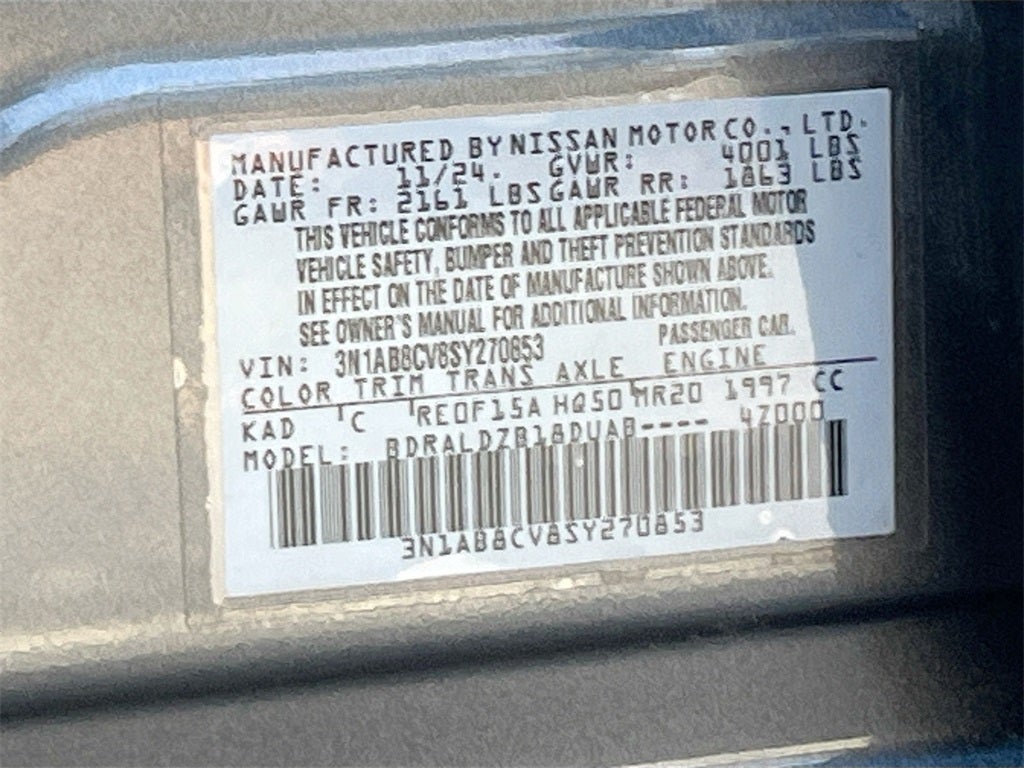 MANUFACTURED BY NISSAN MOTOR CO., LTD.
DATE: 11/24. GVWR: 4001 LBS
GAWR FR: 2161 LBS GAWR RR: 1863 LBS
THIS VEHICLE CONFORMS TO ALL APPLICABLE FEDERAL MOTOR
VEHICLE SAFETY, BUMPER AND THEFT PREVENTION STANDARDS
IN EFFECT ON THE DATE OF MANUFACTURE SHOWN ABOVE.
SEE OWNER'S MANUAL FOR ADDITIONAL INFORMATION.
VIN: 3N1AB8CV8SY270853 PASSENGER CAR.
COLOR TRIM TRANS AXLE ENGINE
KAD C RE0F15A HQ50 MR20 1997 CC
MODEL: BDRALDZB18DUAB---- 4Z000
3N1AB8CV8SY270853